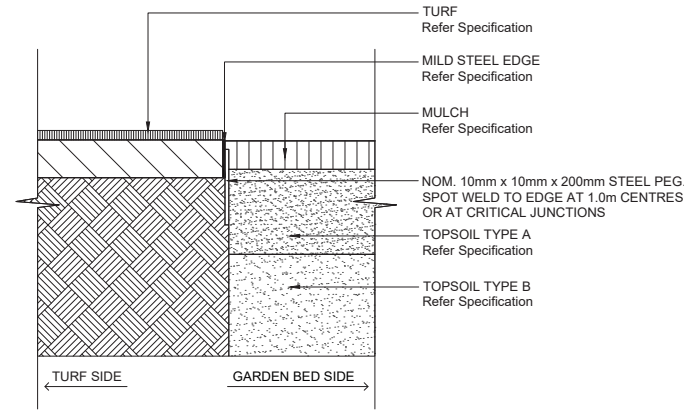 TURF
Refer Specification
MILD STEEL EDGE
Refer Specification
MULCH
Refer Specification
NOM. 10mm x 10mm x 200mm STEEL PEG.
SPOT WELD TO EDGE AT 1.0m CENTRES
OR AT CRITICAL JUNCTIONS
TOPSOIL TYPE A
Refer Specification
TOPSOIL TYPE B
Refer Specification
TURF SIDE
GARDEN BED SIDE